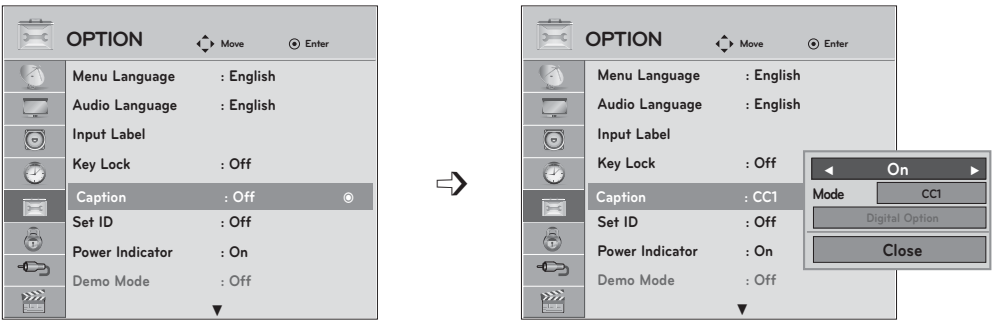 OPTION Move Enter
Menu Language : English
Audio Language : English
Input Label
Key Lock : Off
Caption : Off
Set ID : Off
Power Indicator : On
Demo Mode : Off
OPTION Move Enter
Menu Language : English
Audio Language : English
Input Label
Key Lock : Off
Caption : CC1
Set ID : Off
Power Indicator : On
Demo Mode : Off
On
Mode CC1
Digital Option
Close